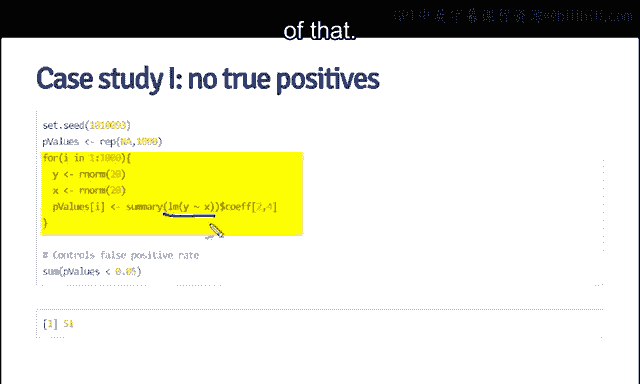 of that.
Case study I: no true positives
set.seed(1010093)
pValues <- rep(NA,1000)
for(i in 1:1000){
y <- rnorm(20)
x <- rnorm(20)
pValues[i] <- summary(lm(y ~ x))$coeff[2,4]
}
# Controls false positive rate
sum(pValues < 0.05)
[1] 51